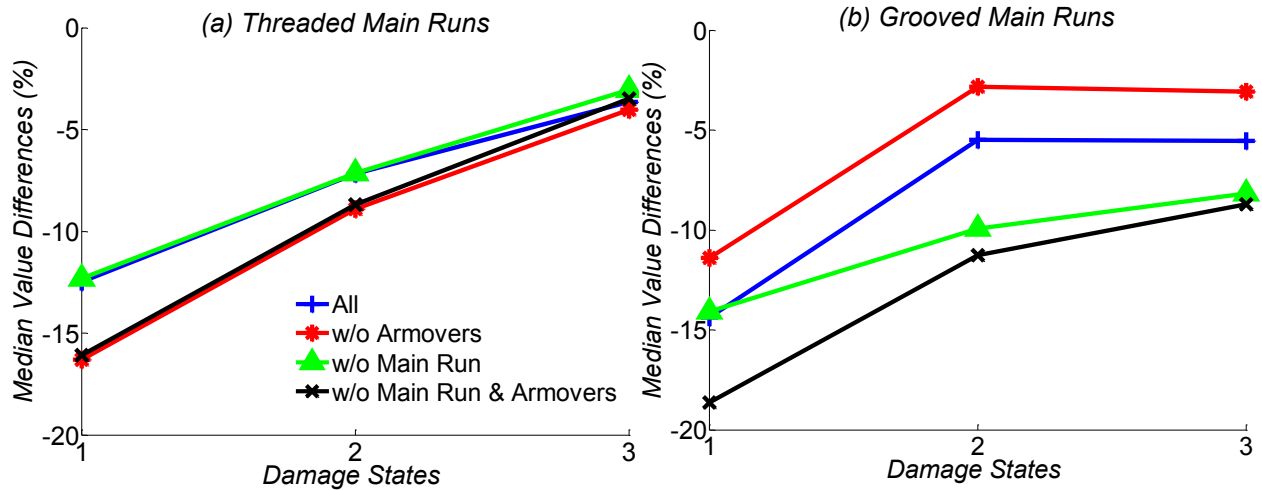 (a) Threaded Main Runs
Median Value Differences (%)
0
-5
-10
-15
-20
1
2
3
Damage States
All
w/o Armovers
w/o Main Run
w/o Main Run & Armovers
(b) Grooved Main Runs
Median Value Differences (%)
0
-5
-10
-15
-20
1
2
3
Damage States